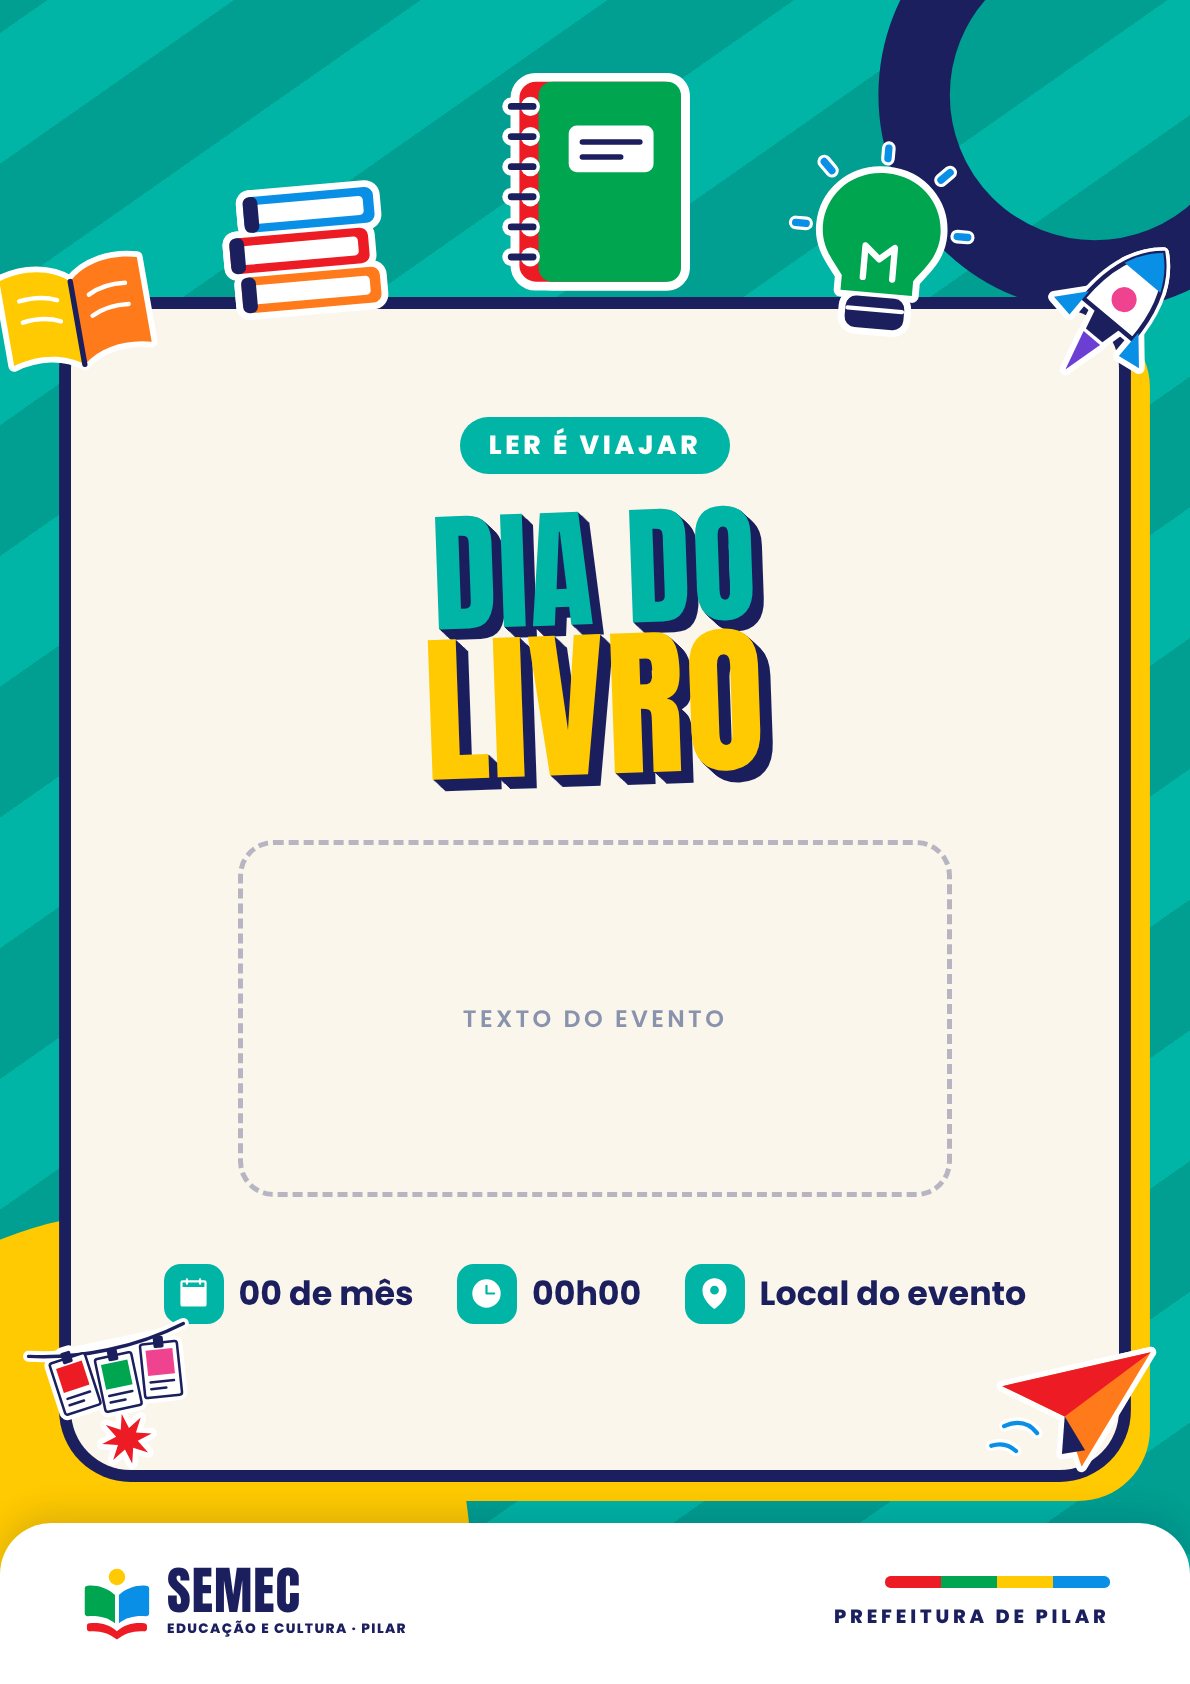 LER É VIAJAR
DIA DO
LIVRO
TEXTO DO EVENTO
00 de mês
00h00
Local do evento
SEMEC
EDUCAÇÃO E CULTURA · PILAR
PREFEITURA DE PILAR